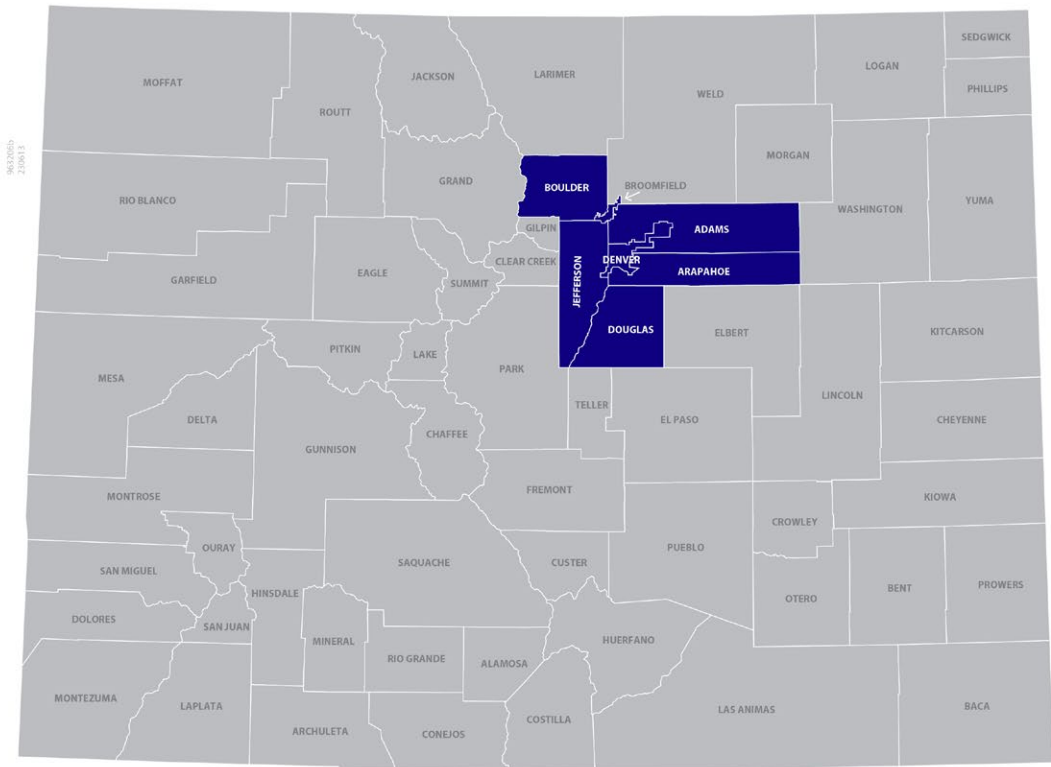 SEDGWICK
LOGAN
JACKSON
LARIMER
MOFFAT
PHILLIPS
WELD
ROUTT
963206b
230613
MORGAN
GRAND
BOULDER
BROOMFIELD
RIO BLANCO
YUMA
WASHINGTON
GILPIN
ADAMS
CLEAR CREEK
DENVER
EAGLE
ARAPAHOE
GARFIELD
SUMMIT
JEFFERSON
DOUGLAS
KITCARSON
ELBERT
PITKIN
LAKE
PARK
MESA
LINCOLN
TELLER
DELTA
EL PASO
CHEYENNE
CHAFFEE
GUNNISON
FREMONT
MONTROSE
KIOWA
CROWLEY
OURAY
PUEBLO
SAQUACHE
CUSTER
SAN MIGUEL
PROWERS
BENT
HINSDALE
OTERO
DOLORES
SAN JUAN
MINERAL
HUERFANO
RIO GRANDE
ALAMOSA
MONTEZUMA
LAPLATA
BACA
LAS ANIMAS
COSTILLA
ARCHULETA
CONEJOS